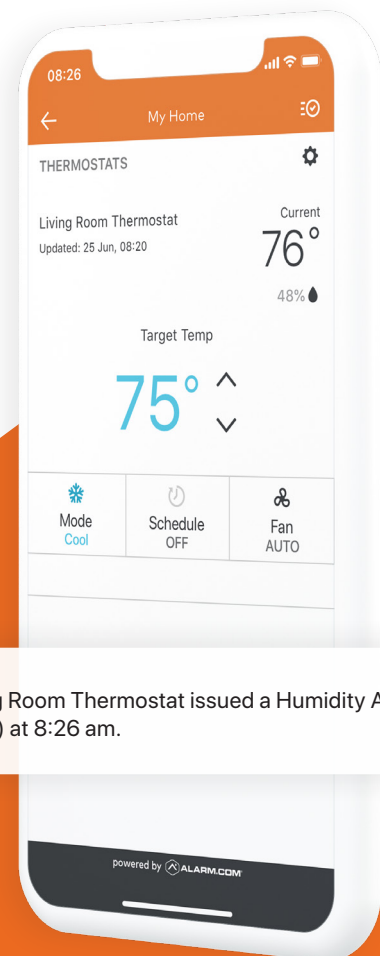 08:26
My Home
THERMOSTATS
Living Room Thermostat
Updated: 25 Jun, 08:20
Current
76°
48%
Target Temp
75°
Mode
Cool
Schedule
OFF
Fan
AUTO
Room Thermostat issued a Humidity
) at 8:26 am.
powered by ALARM.COM